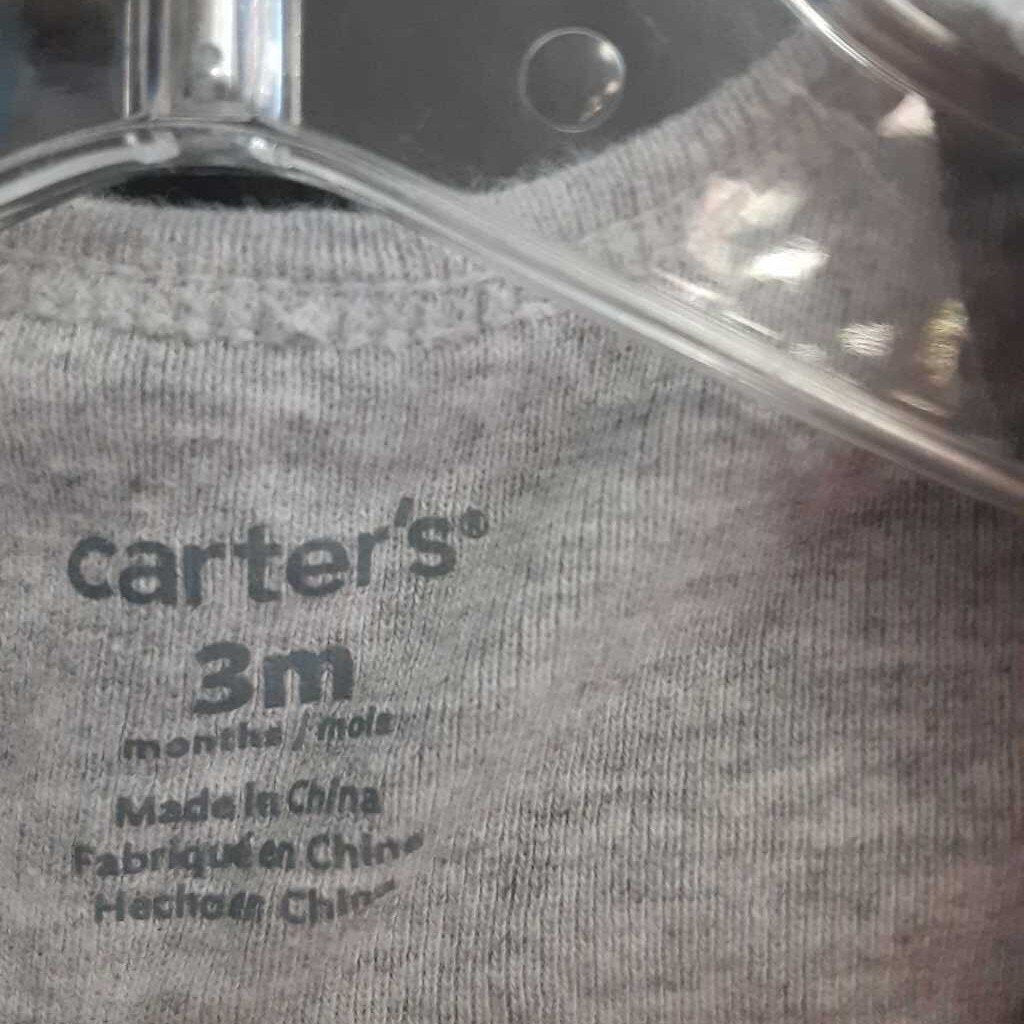 carter's®
3m
months / mois
Made in China
Fabriqué en Chine
Hecho en China